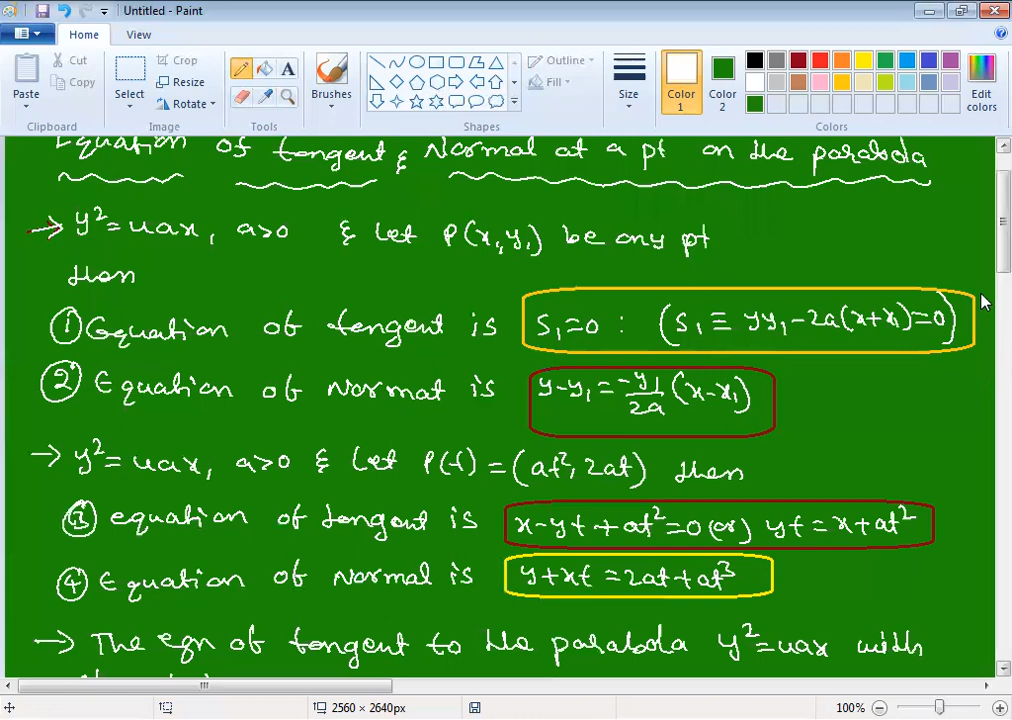 Untitled - Paint
Home View
Paste Cut Copy Select Crop Resize Rotate Brushes Outline Fill Size Color 1 Color 2 Edit colors
Clipboard Image Tools Shapes Colors
Equation of tangent & Normal at a pt on the parabola
→ y²=4ax, a>0 & Let P(x₁y₁) be any pt
then
① Equation of tangent is S₁=0 : (S₁ ≡ yy₁-2a(x+x₁)=0)
② Equation of Normal is y-y₁ = -y₁/2a (x-x₁)
→ y²=4ax, a>0 & Let P(t) = (at², 2at) then
③ equation of tangent is x-yt+at²=0 (or) yt=x+at²
④ Equation of Normal is y+xt=2at+at³
→ The eqn of tangent to the parabola y²=4ax with
2560 × 2640px 100%